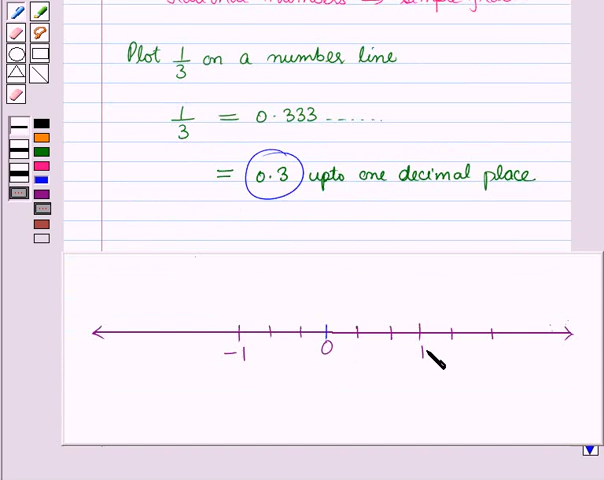 Plot 1/3 on a number line
1/3 = 0.333......
= 0.3 upto one decimal place
-1 0 1